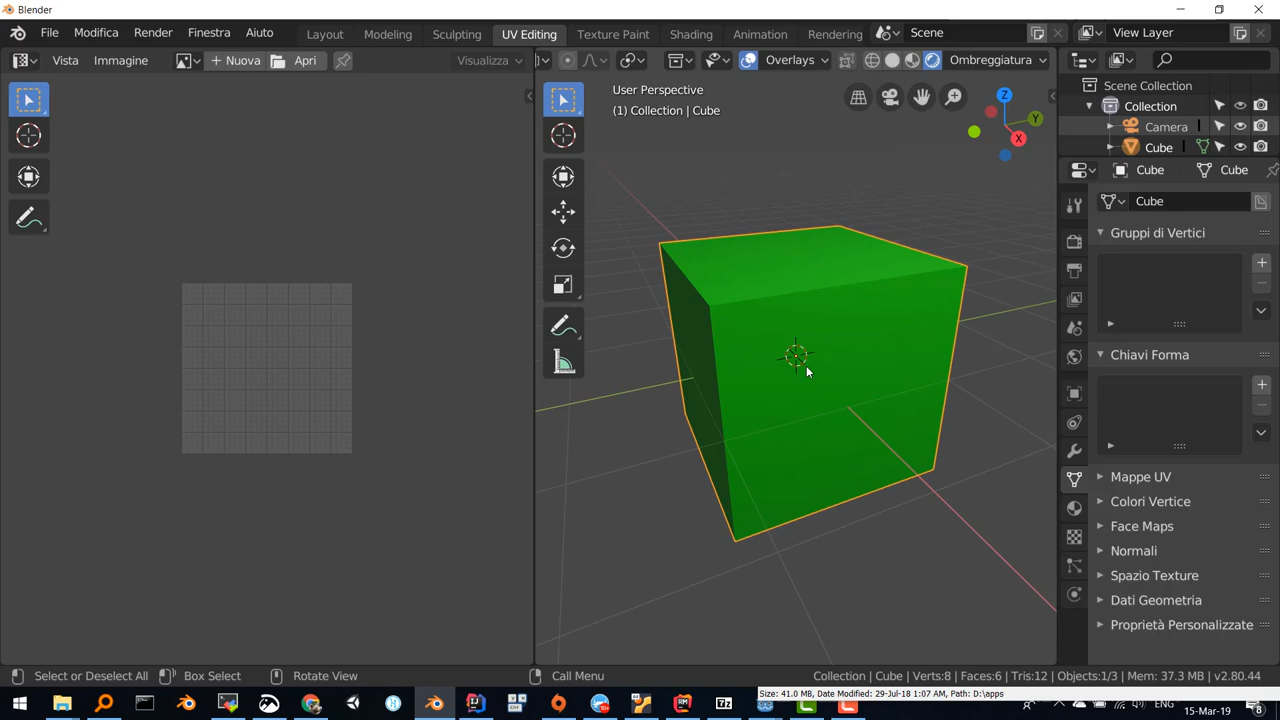 Blender
File Modifica Render Finestra Aiuto Layout Modeling Sculpting UV Editing Texture Paint Shading Animation Rendering Scene View Layer
Vista Immagine Nuova Apri Visualizza Overlays Ombreggiatura
User Perspective
(1) Collection | Cube
Z
Y
X
Scene Collection
Collection
Camera
Cube
Cube Cube
Cube
Gruppi di Vertici
Chiavi Forma
Mappe UV
Colori Vertice
Face Maps
Normali
Spazio Texture
Dati Geometria
Proprietà Personalizzate
Select or Deselect All Box Select Rotate View Call Menu Collection | Cube | Verts:8 | Faces:6 | Tris:12 | Objects:1/3 | Mem: 37.3 MB | v2.80.44
Size: 41.0 MB, Date Modified: 29-Jul-18 1:07 AM, Path: D:\apps
10+ 7z ENG
15-Mar-19 8